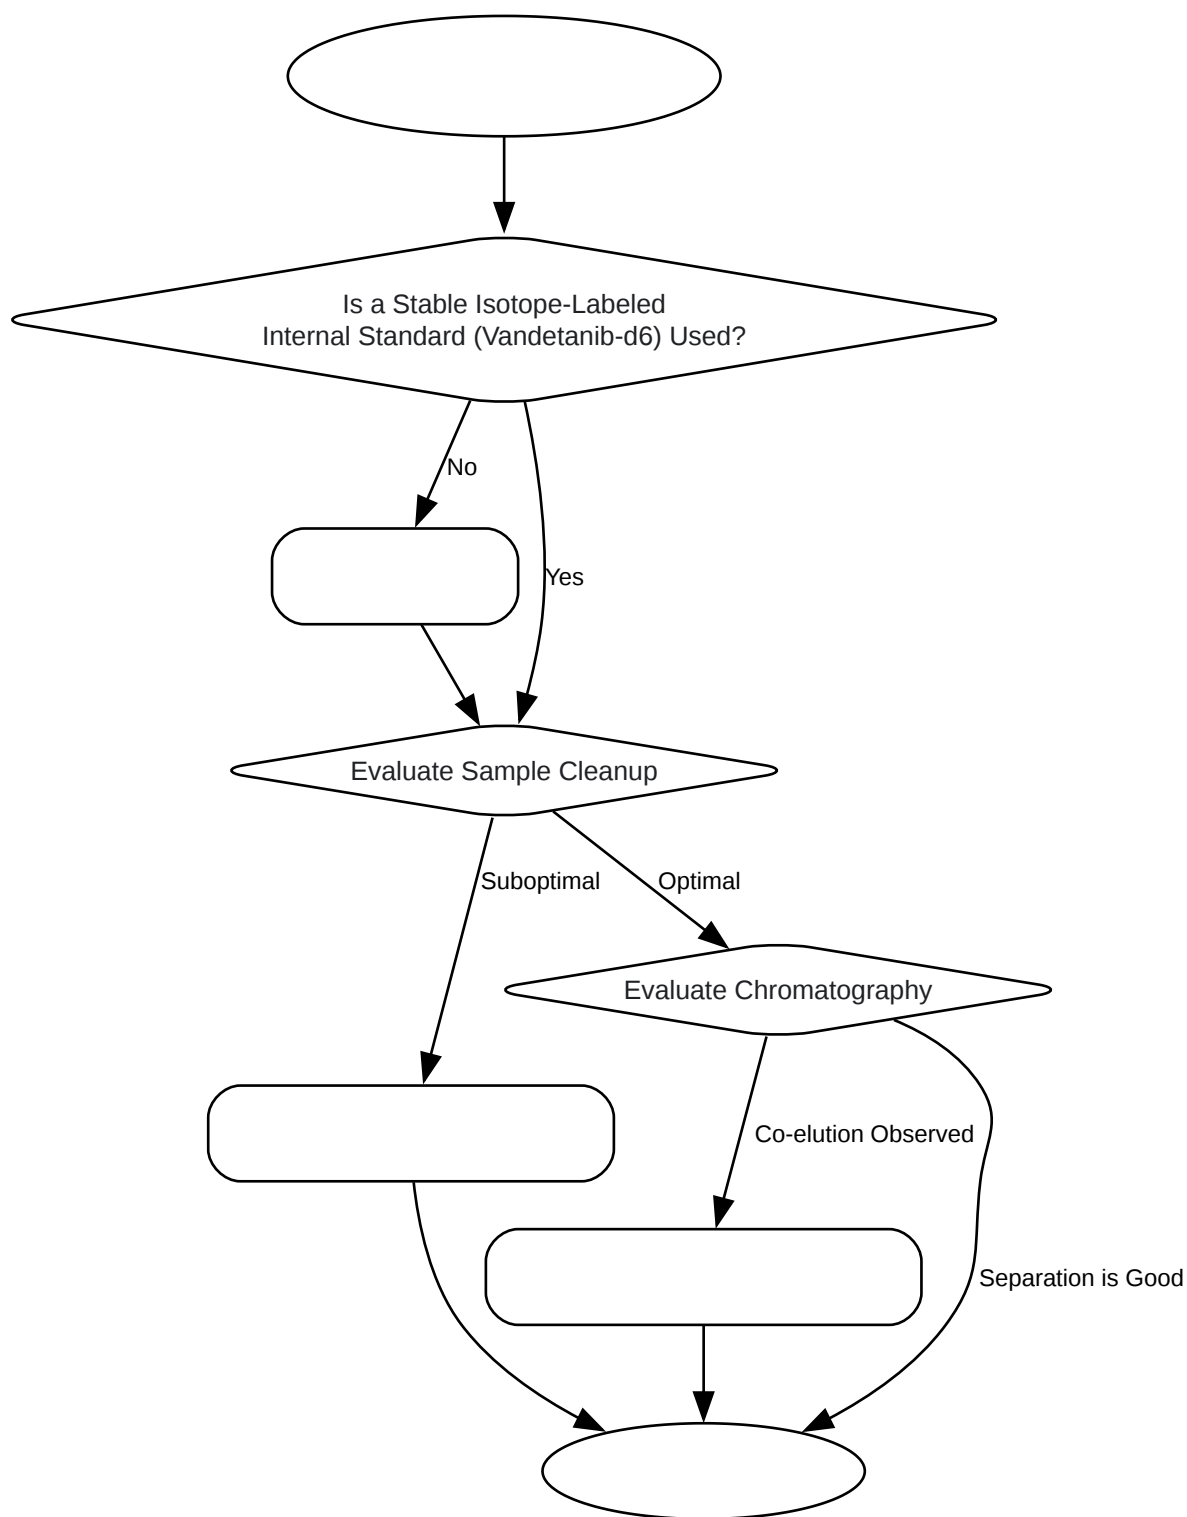 Is a Stable Isotope-Labeled
Internal Standard (Vandetanib-d6) Used?
No
Yes
Evaluate Sample Cleanup
Suboptimal
Optimal
Evaluate Chromatography
Co-elution Observed
Separation is Good